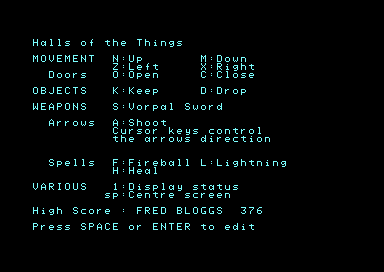 Halls of the Things
MOVEMENT N:Up M:Down
Z:Left X:Right
Doors O:Open C:Close
OBJECTS K:Keep D:Drop
WEAPONS S:Vorpal Sword
Arrows A:Shoot
Cursor keys control
the arrows direction
Spells F:Fireball L:Lightning
H:Heal
VARIOUS 1:Display status
sp:Centre screen
High Score : FRED BLOGGS 376
Press SPACE or ENTER to edit